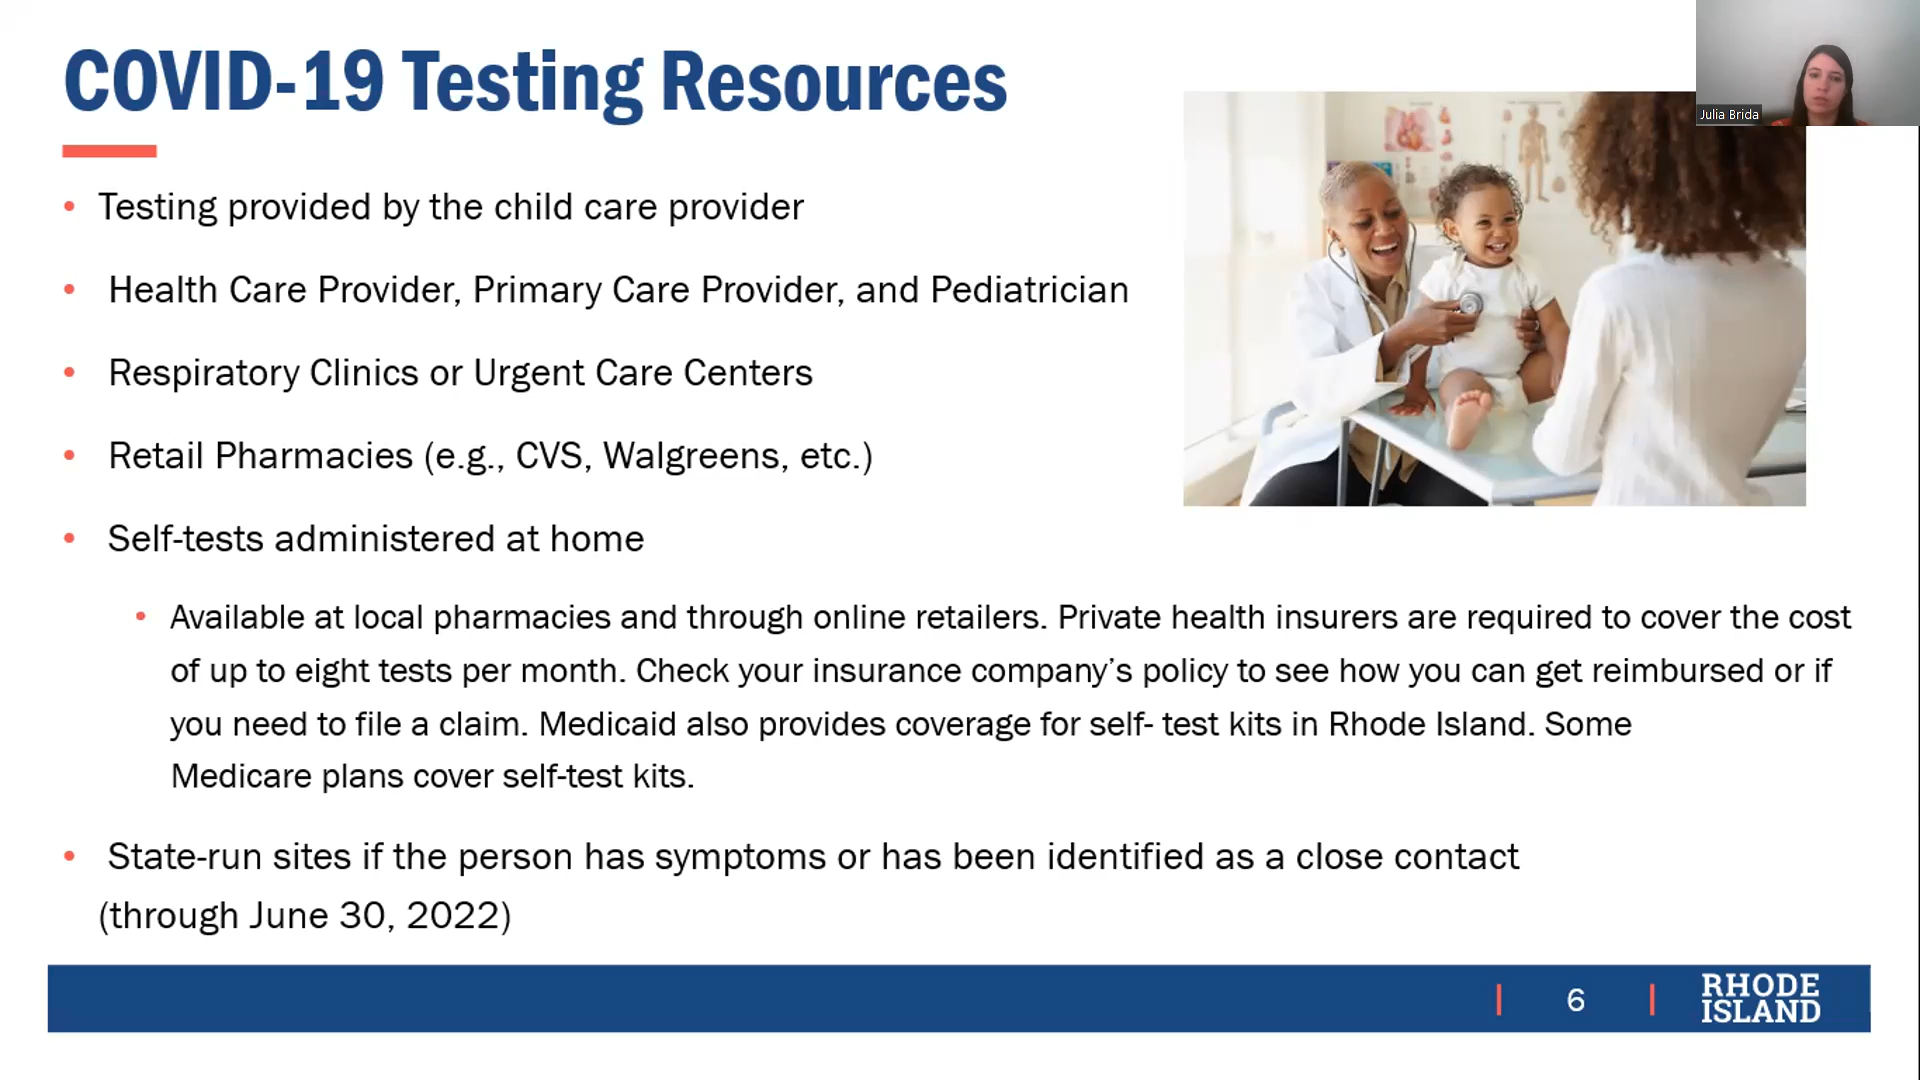 COVID-19 Testing Resources
Julia Brida
• Testing provided by the child care provider
• Health Care Provider, Primary Care Provider, and Pediatrician
• Respiratory Clinics or Urgent Care Centers
• Retail Pharmacies (e.g., CVS, Walgreens, etc.)
• Self-tests administered at home
• Available at local pharmacies and through online retailers. Private health insurers are required to cover the cost
of up to eight tests per month. Check your insurance company’s policy to see how you can get reimbursed or if
you need to file a claim. Medicaid also provides coverage for self- test kits in Rhode Island. Some
Medicare plans cover self-test kits.
• State-run sites if the person has symptoms or has been identified as a close contact
(through June 30, 2022)
6
RHODE
ISLAND